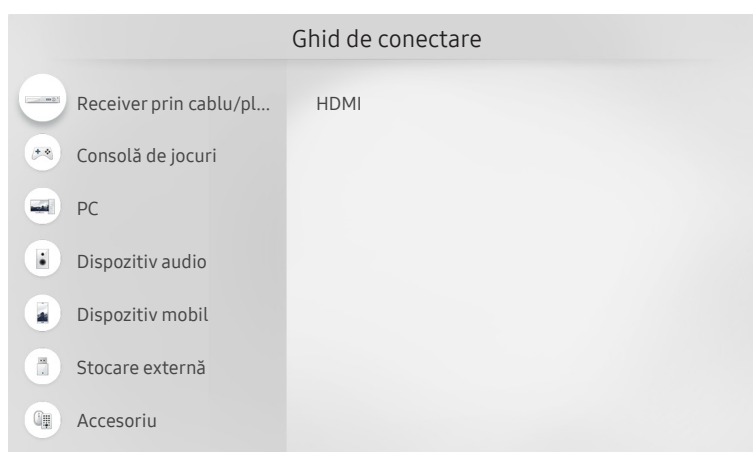 Ghid de conectare
Receiver prin cablu/pl...
HDMI
Consolă de jocuri
PC
Dispozitiv audio
Dispozitiv mobil
Stocare externă
Accesoriu